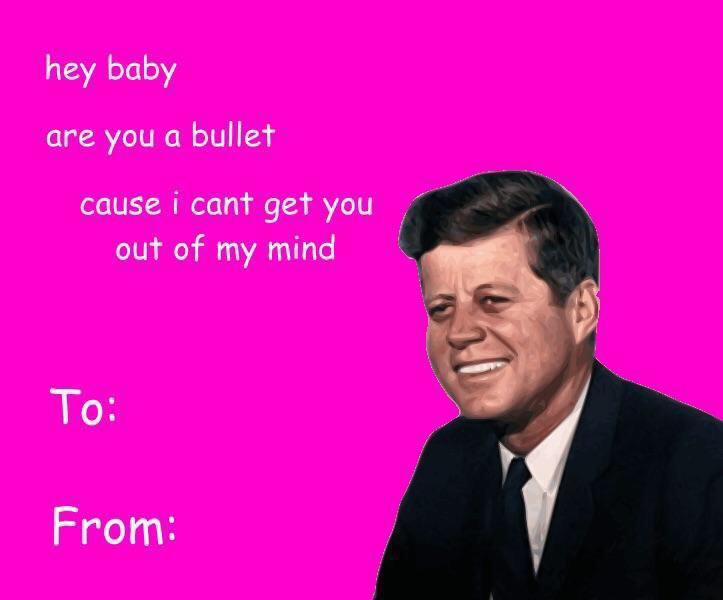 hey baby
are you a bullet
cause i cant get you
out of my mind
To:
From: